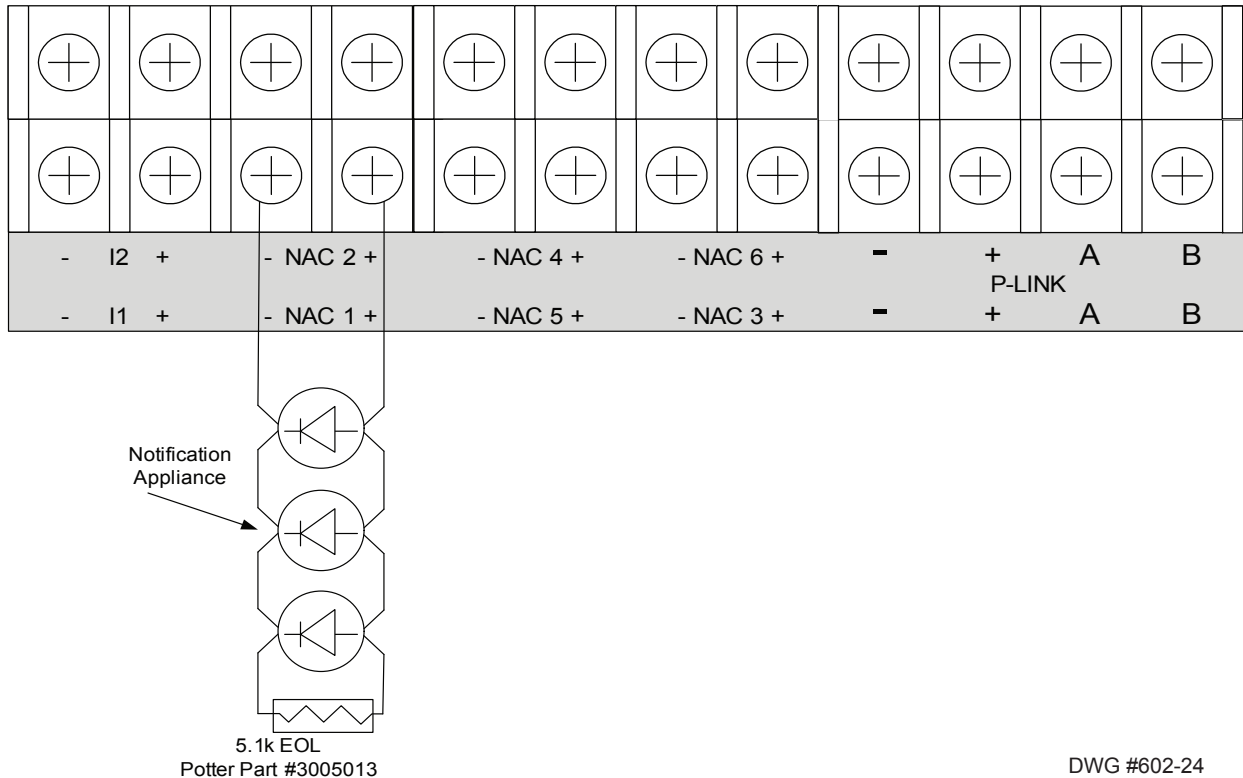 - I2 + - NAC 2 + - NAC 4 + - NAC 6 + - + A B
P-LINK
- I1 + - NAC 1 + - NAC 5 + - NAC 3 + - + A B
Notification
Appliance
5.1k EOL
Potter Part #3005013
DWG #602-24